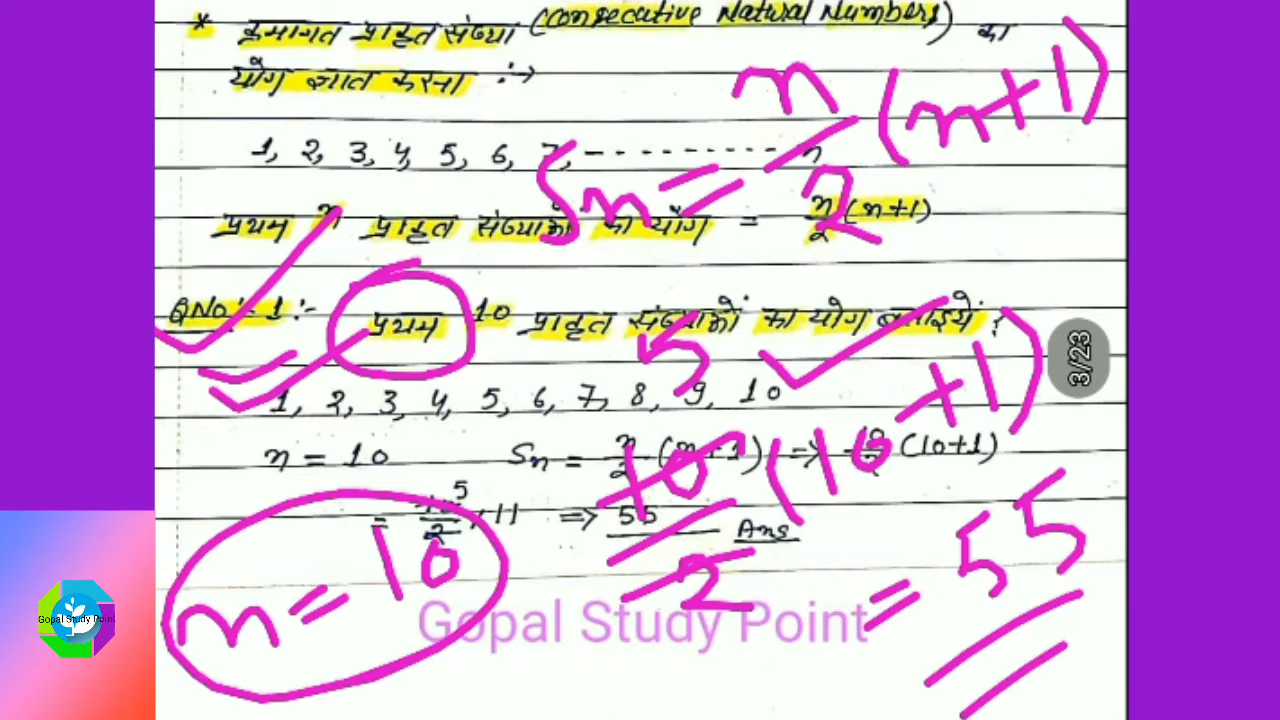 * क्रमागत प्राकृत संख्या (Consecutive Natural Numbers) का
योग ज्ञात करना :→
1, 2, 3, 4, 5, 6, 7, ---------- n
Sn = n/2 (n+1)
प्रथम n प्राकृत संख्याओं का योग = n/2 (n+1)
QNo:-1:- प्रथम 10 प्राकृत संख्याओं का योग बताइये ?
1, 2, 3, 4, 5, 6, 7, 8, 9, 10
n = 10 Sn = n/2 (n+1) => 10/2 (10+1)
= 10/2 5 × 11 => 55 Ans
5
10/2 (10+1)
= 55
n = 10
Gopal Study Point
Gopal Study Point
3/23